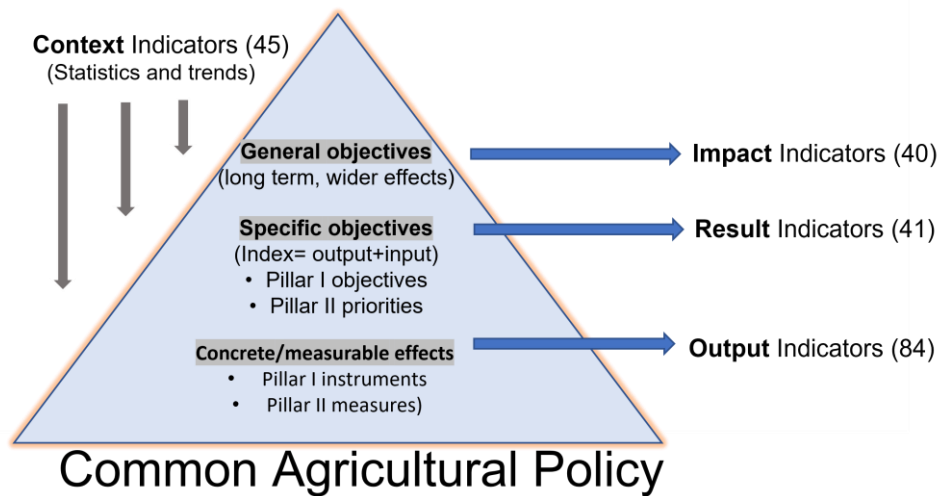 Context Indicators (45)
(Statistics and trends)
General objectives
(long term, wider effects)
Impact Indicators (40)
Specific objectives
(Index= output+input)
• Pillar I objectives
• Pillar II priorities
Result Indicators (41)
Concrete/measurable effects
• Pillar I instruments
• Pillar II measures)
Output Indicators (84)
Common Agricultural Policy